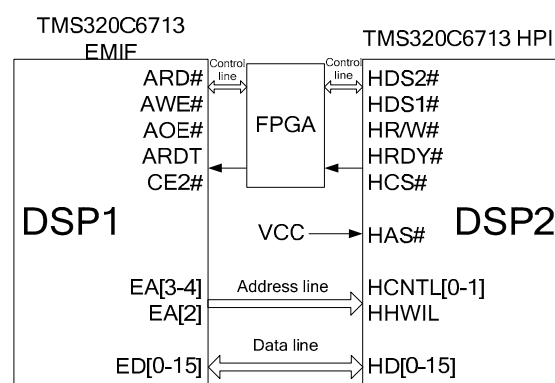 TMS320C6713
EMIF
TMS320C6713 HPI
ARD#
AWE#
AOE#
ARDT
CE2#
Control
line
FPGA
Control
line
HDS2#
HDS1#
HR/W#
HRDY#
HCS#
DSP1
DSP2
VCC
HAS#
EA[3-4]
EA[2]
Address line
HCNTL[0-1]
HHWIL
ED[0-15]
Data line
HD[0-15]